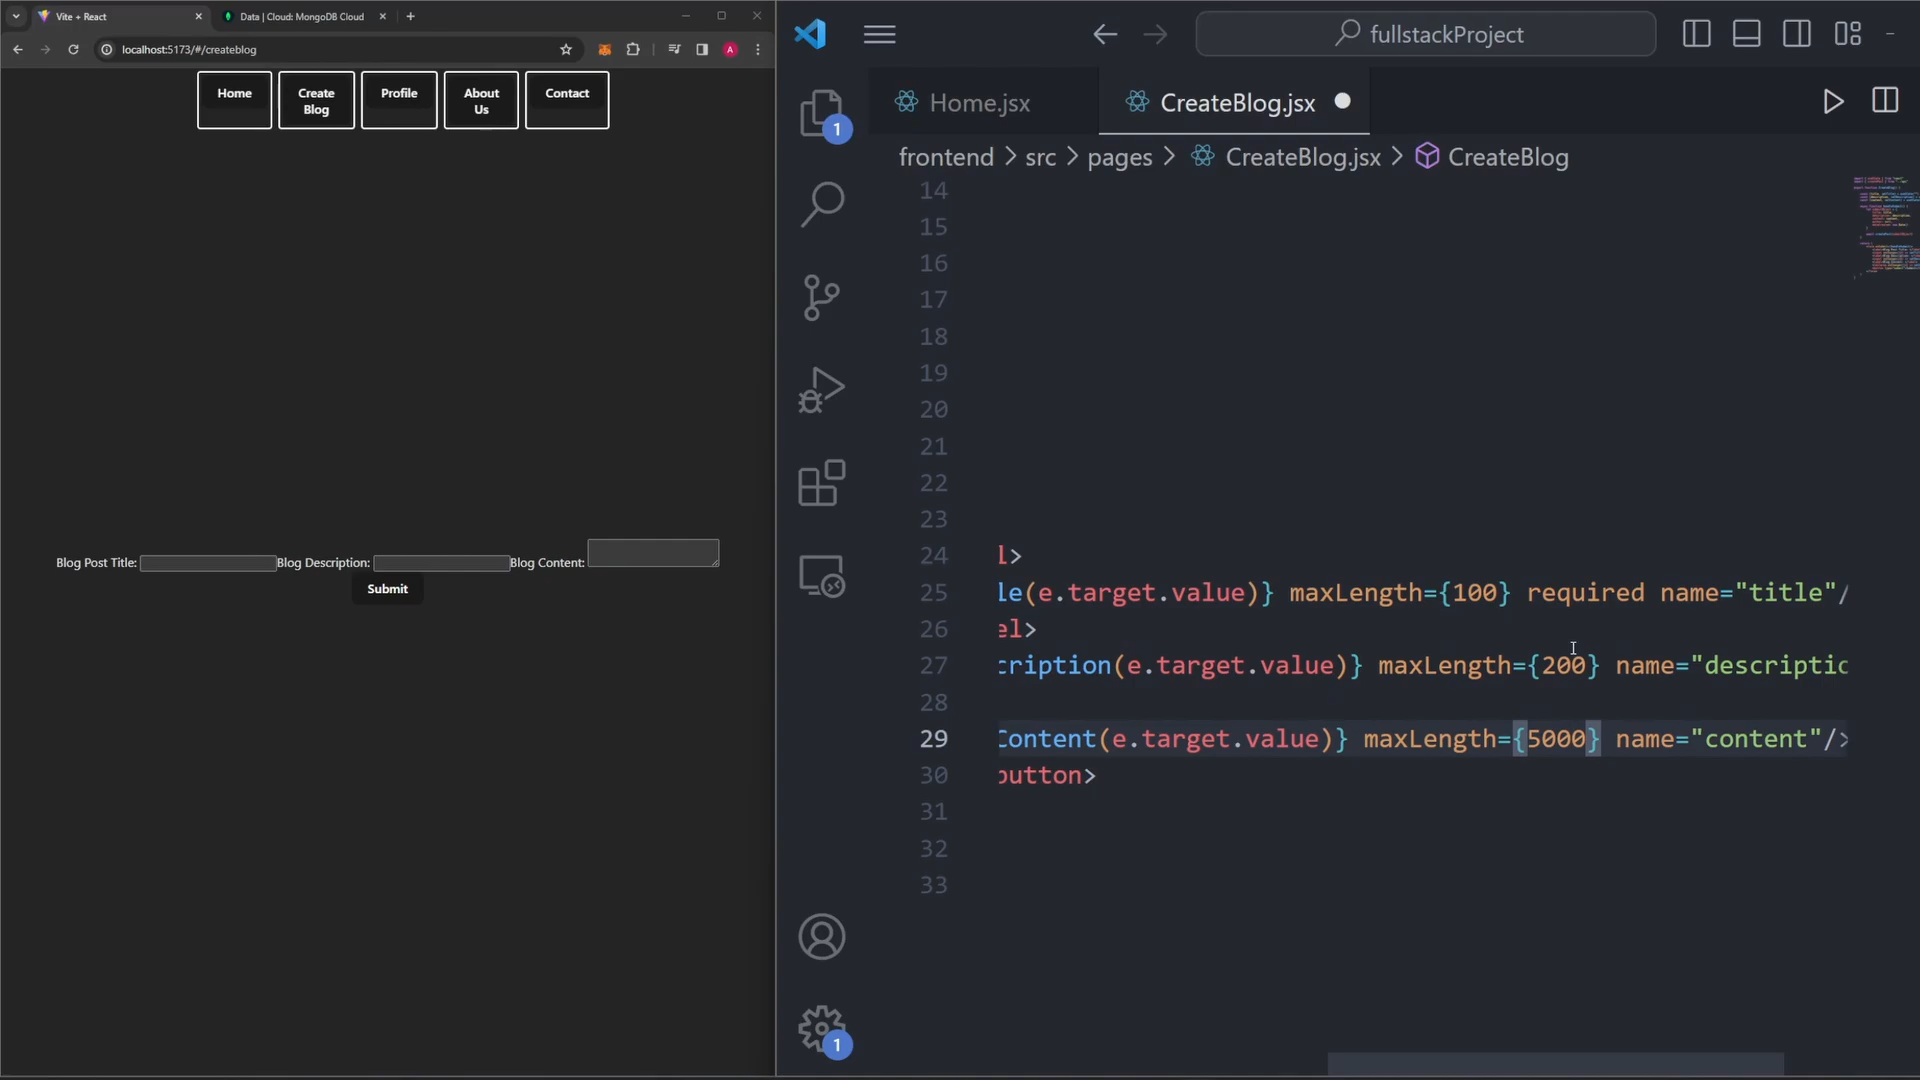 Vite + React
Data | Cloud: MongoDB Cloud
localhost:5173/#/createblog
A
Home
Create
Blog
Profile
About
Us
Contact
Blog Post Title:
Blog Description:
Blog Content:
Submit
fullstackProject
Home.jsx
CreateBlog.jsx
frontend > src > pages > CreateBlog.jsx > CreateBlog
1
14
15
16
17
18
19
20
21
22
23
24 l>
25 le(e.target.value)} maxLength={100} required name="title"/
26 el>
27 cription(e.target.value)} maxLength={200} name="descriptio
28
29 Content(e.target.value)} maxLength={5000} name="content"/>
30 button>
31
32
33
1